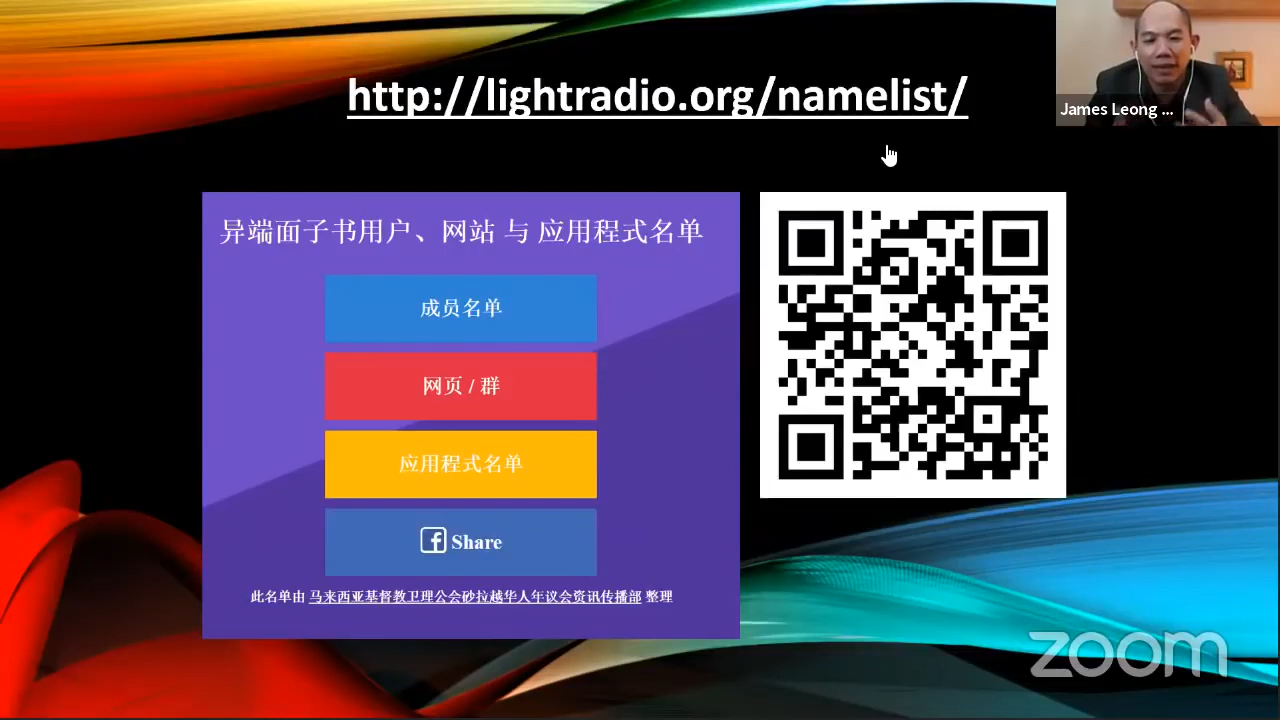 http://lightradio.org/namelist/
James Leong ...
异端面子书用户、网站 与 应用程式名单
成员名单
网页 / 群
应用程式名单
Share
此名单由 马来西亚基督教卫理公会砂拉越华人年议会资讯传播部 整理
zoom